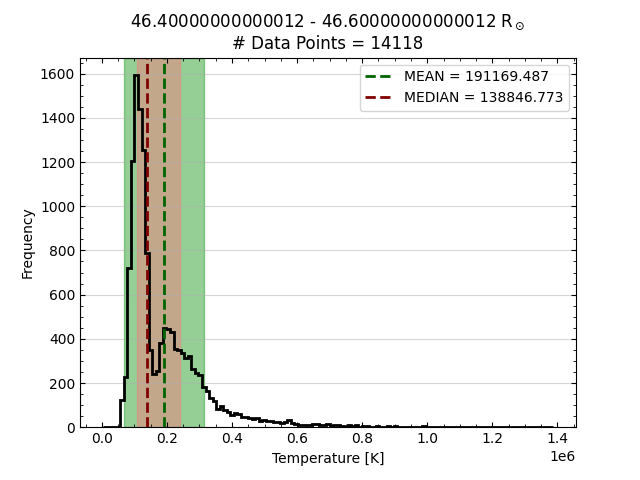 46.40000000000012 - 46.60000000000012 R⊙
# Data Points = 14118
MEAN = 191169.487
MEDIAN = 138846.773
Frequency
1600
1400
1200
1000
800
600
400
200
0
0.0 0.2 0.4 0.6 0.8 1.0 1.2 1.4
1e6
Temperature [K]